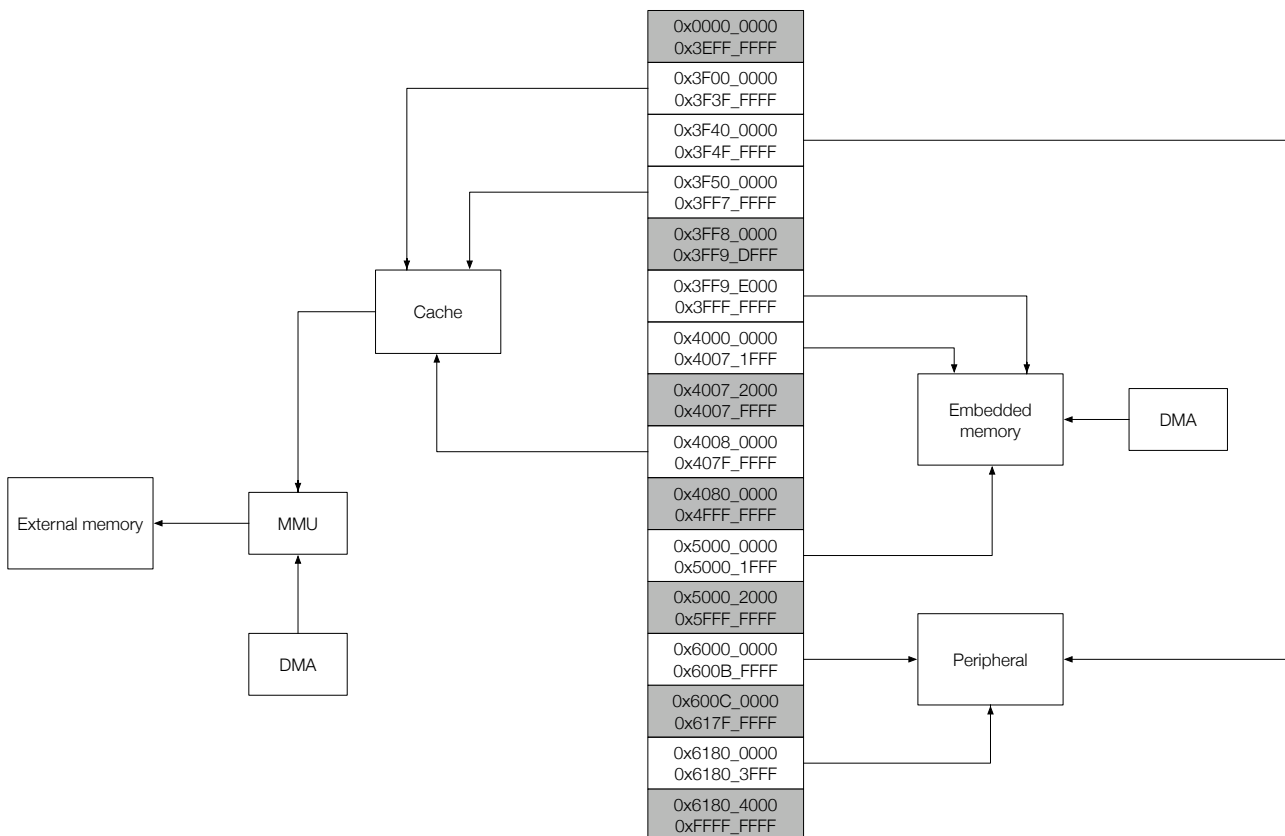 0x0000_0000
0x3EFF_FFFF
0x3F00_0000
0x3F3F_FFFF
0x3F40_0000
0x3F4F_FFFF
0x3F50_0000
0x3FF7_FFFF
0x3FF8_0000
0x3FF9_DFFF
Cache
0x3FF9_E000
0x3FFF_FFFF
0x4000_0000
0x4007_1FFF
0x4007_2000
0x4007_FFFF
Embedded
memory
DMA
0x4008_0000
0x407F_FFFF
0x4080_0000
0x4FFF_FFFF
External memory
MMU
0x5000_0000
0x5000_1FFF
0x5000_2000
0x5FFF_FFFF
DMA
0x6000_0000
0x600B_FFFF
Peripheral
0x600C_0000
0x617F_FFFF
0x6180_0000
0x6180_3FFF
0x6180_4000
0xFFFF_FFFF